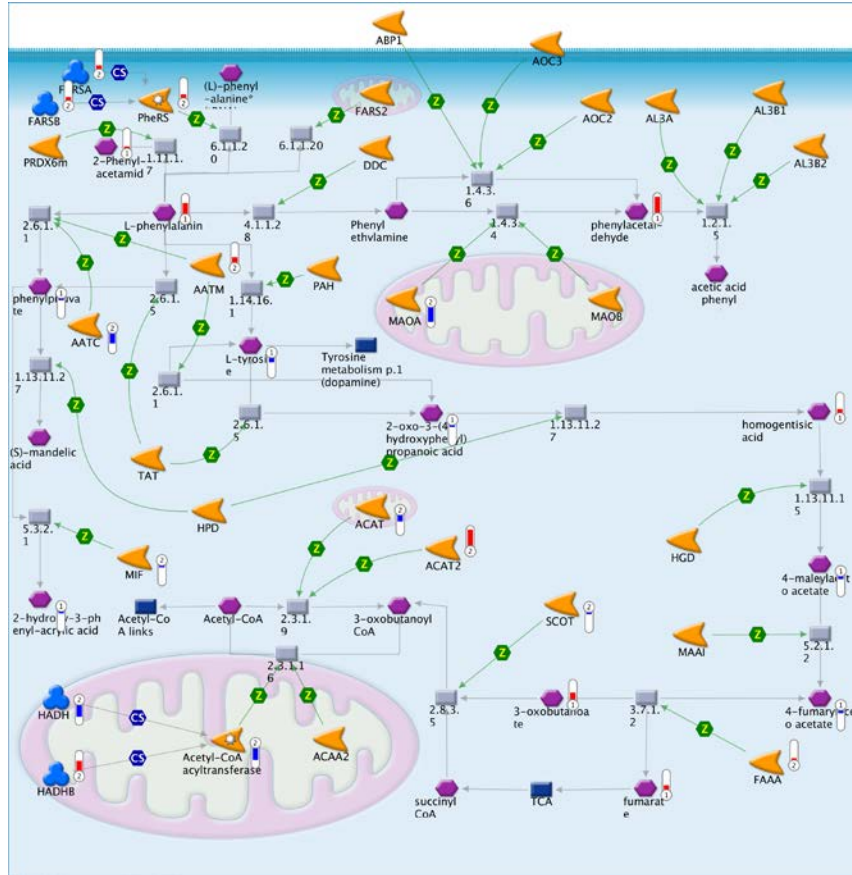 ABP1
AOC3
FARSA
CS
(L)-phenyl
-alanine*
FARSB
CS
PheRS
FARS2
AOC2
AL3A
AL3B1
PRDX6m
Z
2-Phenyl-
acetamid
1.11.1.
7
6.1.1.2
0
6.1.1.20
Z
DDC
Z
Z
Z
Z
Z
Z
AL3B2
Z
1.4.3.
6
2.6.1.
1
L-phenylalanin
4.1.1.2
8
Phenyl
ethylamine
1.4.3.
4
phenylacetal-
dehyde
1.2.1.
5
Z
AATM
PAH
Z
Z
acetic acid
phenyl
phenylpyruva
te
2.6.1.
5
1.14.16.
1
Z
MAOA
MAOB
AATC
Z
Z
Z
1.13.11.2
7
L-tyrosin
e
Tyrosine
metabolism p.1
(dopamine)
2.6.1.
1
Z
(S)-mandelic
acid
2.6.1.
5
2-oxo-3-(4-
hydroxyphenyl)
propanoic acid
1.13.11.2
7
homogentisic
acid
TAT
Z
Z
HPD
ACAT
Z
1.13.11.1
5
5.3.2.
1
Z
MIF
Z
Z
ACAT2
HGD
4-maleylacet
o acetate
2-hydroxy-3-ph
enyl-acrylic acid
Acetyl-Co
A links
Acetyl-CoA
2.3.1.
9
3-oxobutanoyl
CoA
SCOT
Z
MAAI
Z
5.2.1.
2
2.3.1.1
6
HADH
CS
Z
Z
2.8.3.
5
3-oxobutanoa
te
3.7.1.
2
4-fumarylacet
o acetate
Z
CS
Acetyl-CoA
acyltransferase
ACAA2
FAAA
HADHB
succinyl
CoA
TCA
fumarat
e